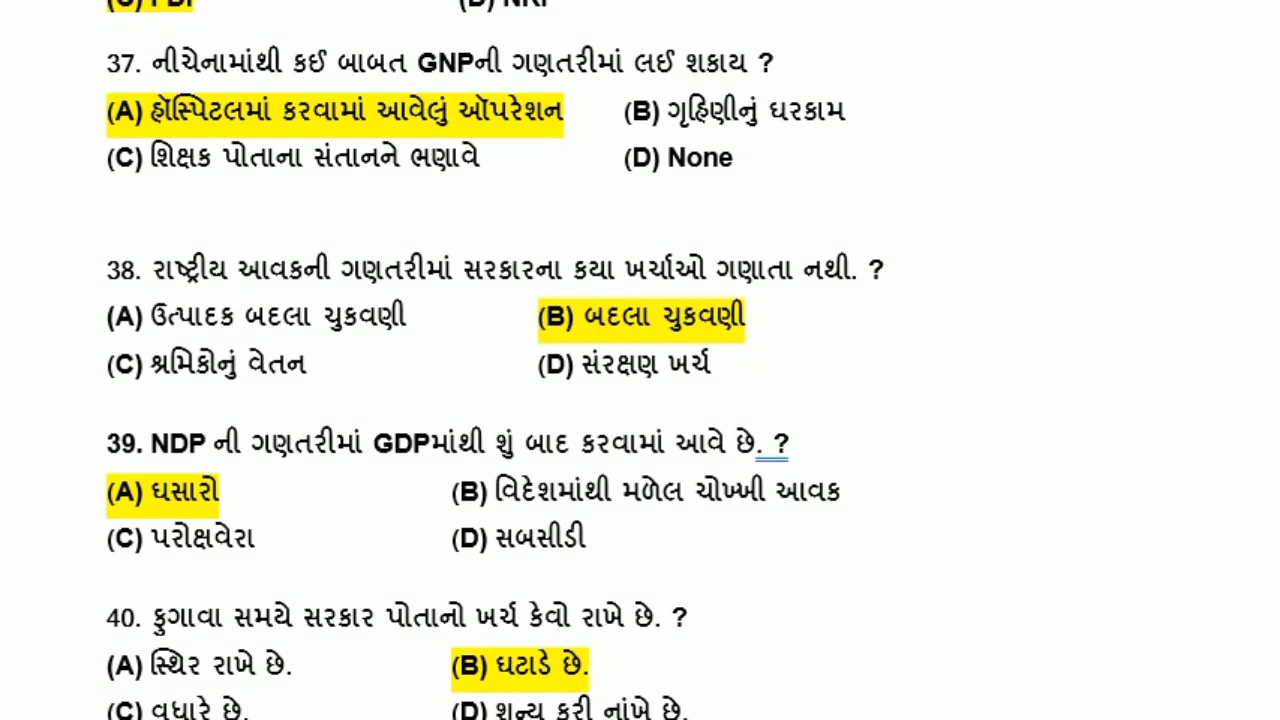 37. નીચેનામાંથી કઈ બાબત GNPની ગણતરીમાં લઈ શકાય ?
(A) હૉસ્પિટલમાં કરવામાં આવેલું ઑપરેશન (B) ગૃહિણીનું ઘરકામ
(C) શિક્ષક પોતાના સંતાનને ભણાવે (D) None
38. રાષ્ટ્રીય આવકની ગણતરીમાં સરકારના કયા ખર્ચાઓ ગણાતા નથી. ?
(A) ઉત્પાદક બદલા ચુકવણી (B) બદલા ચુકવણી
(C) શ્રમિકોનું વેતન (D) સંરક્ષણ ખર્ચ
39. NDP ની ગણતરીમાં GDPમાંથી શું બાદ કરવામાં આવે છે. ?
(A) ઘસારો (B) વિદેશમાંથી મળેલ ચોખ્ખી આવક
(C) પરોક્ષવેરા (D) સબસીડી
40. ફુગાવા સમયે સરકાર પોતાનો ખર્ચ કેવો રાખે છે. ?
(A) સ્થિર રાખે છે. (B) ઘટાડે છે.
(C) વધારે છે. (D) શૂન્ય કરી નાંખે છે.